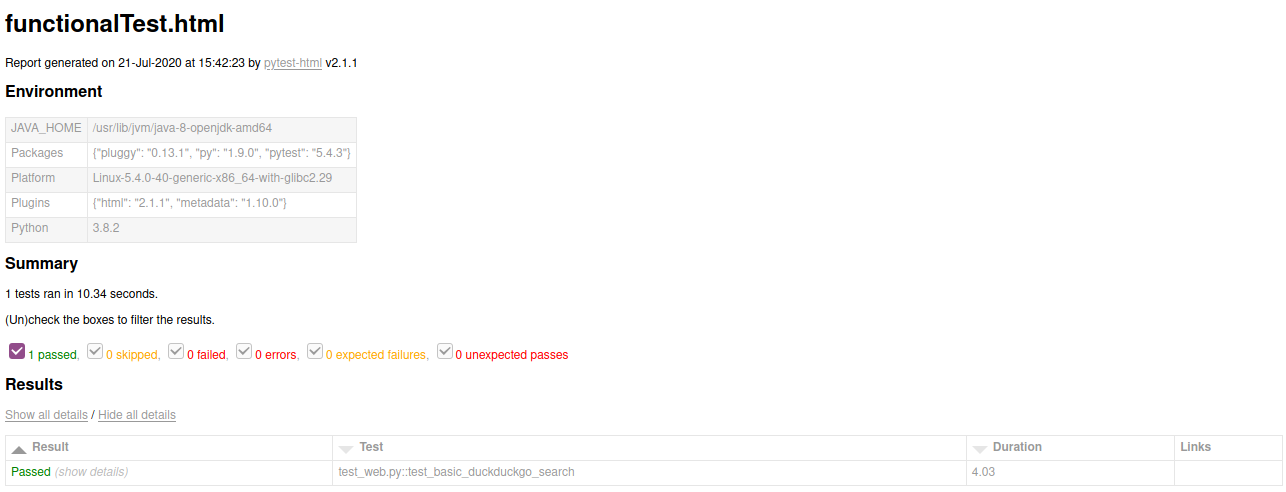 functionalTest.html
Report generated on 21-Jul-2020 at 15:42:23 by pytest-html v2.1.1
Environment
JAVA_HOME /usr/lib/jvm/java-8-openjdk-amd64
Packages {"pluggy": "0.13.1", "py": "1.9.0", "pytest": "5.4.3"}
Platform Linux-5.4.0-40-generic-x86_64-with-glibc2.29
Plugins {"html": "2.1.1", "metadata": "1.10.0"}
Python 3.8.2
Summary
1 tests ran in 10.34 seconds.
(Un)check the boxes to filter the results.
1 passed, 0 skipped, 0 failed, 0 errors, 0 expected failures, 0 unexpected passes
Results
Show all details / Hide all details
Result Test Duration Links
Passed (show details) test_web.py::test_basic_duckduckgo_search 4.03